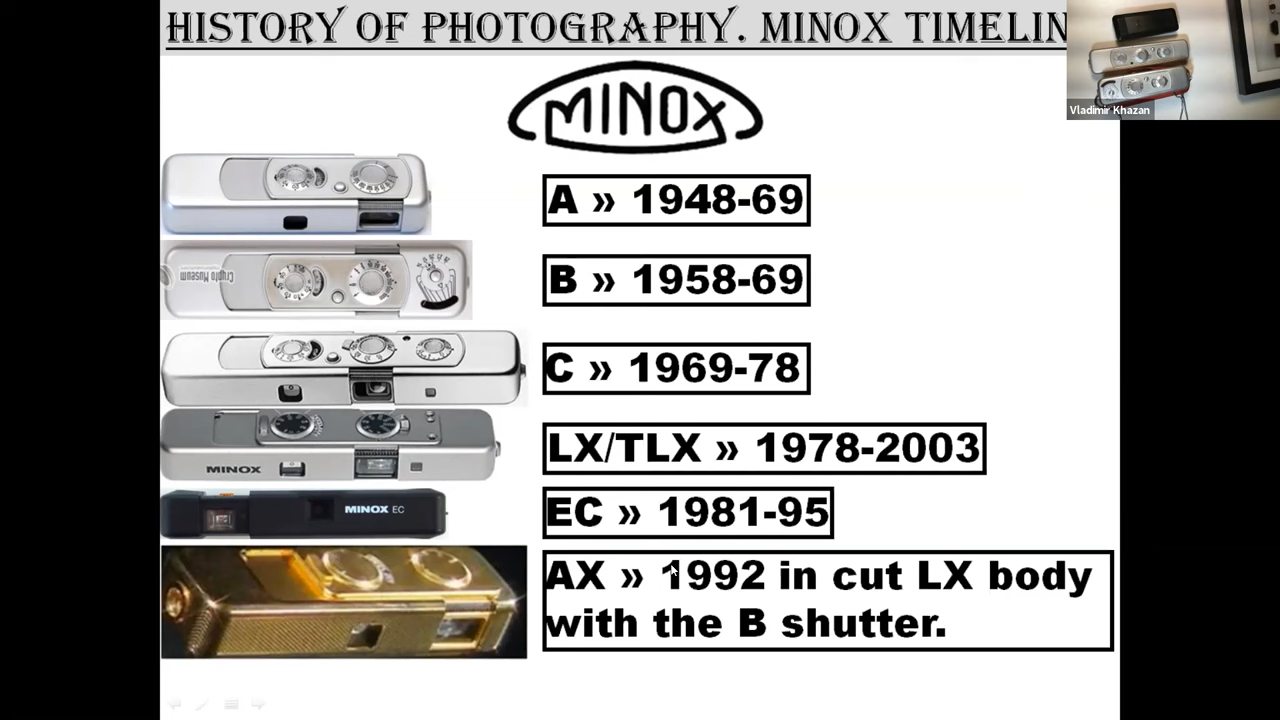 HISTORY OF PHOTOGRAPHY. MINOX TIMELIN
Vladimir Khazan
MINOX
A » 1948-69
Crypto Museum
B » 1958-69
C » 1969-78
MINOX
LX/TLX » 1978-2003
MINOX EC
EC » 1981-95
AX » 1992 in cut LX body
with the B shutter.